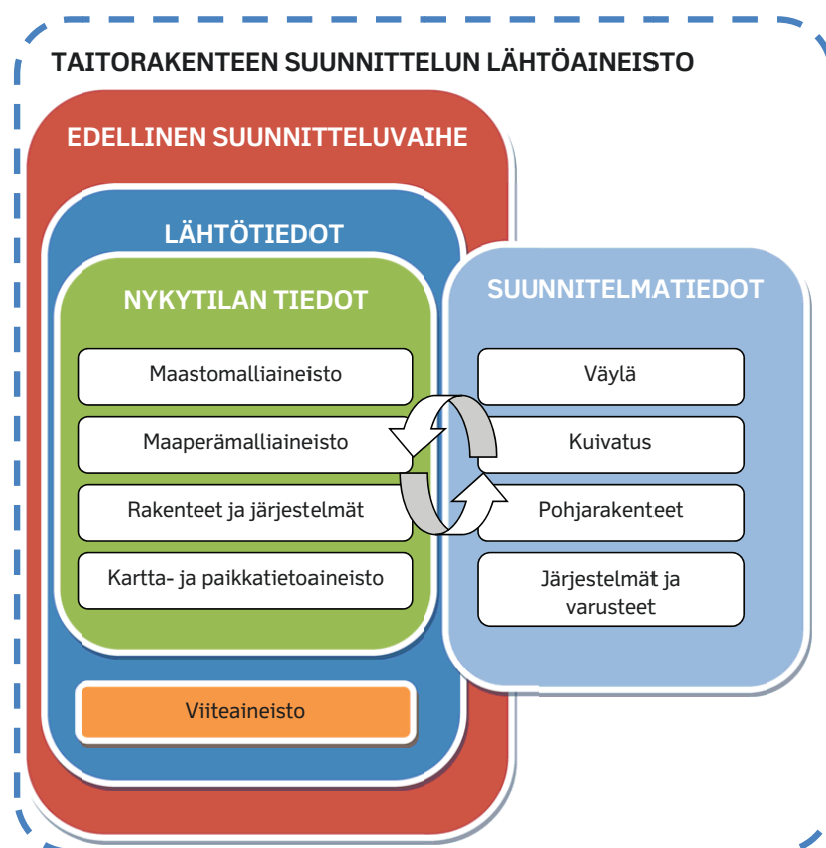 TAITORAKENTEEN SUUNNITTELUN LÄHTÖAINEISTO
EDELLINEN SUUNNITTELUVAIHE
LÄHTÖTIEDOT
NYKYTILAN TIEDOT
Maastomalliaineisto
Maaperämalliaineisto
Rakenteet ja järjestelmät
Kartta- ja paikkatietoaineisto
Viiteaineisto
SUUNNITELMATIEDOT
Väylä
Kuivatus
Pohjarakenteet
Järjestelmät ja
varusteet